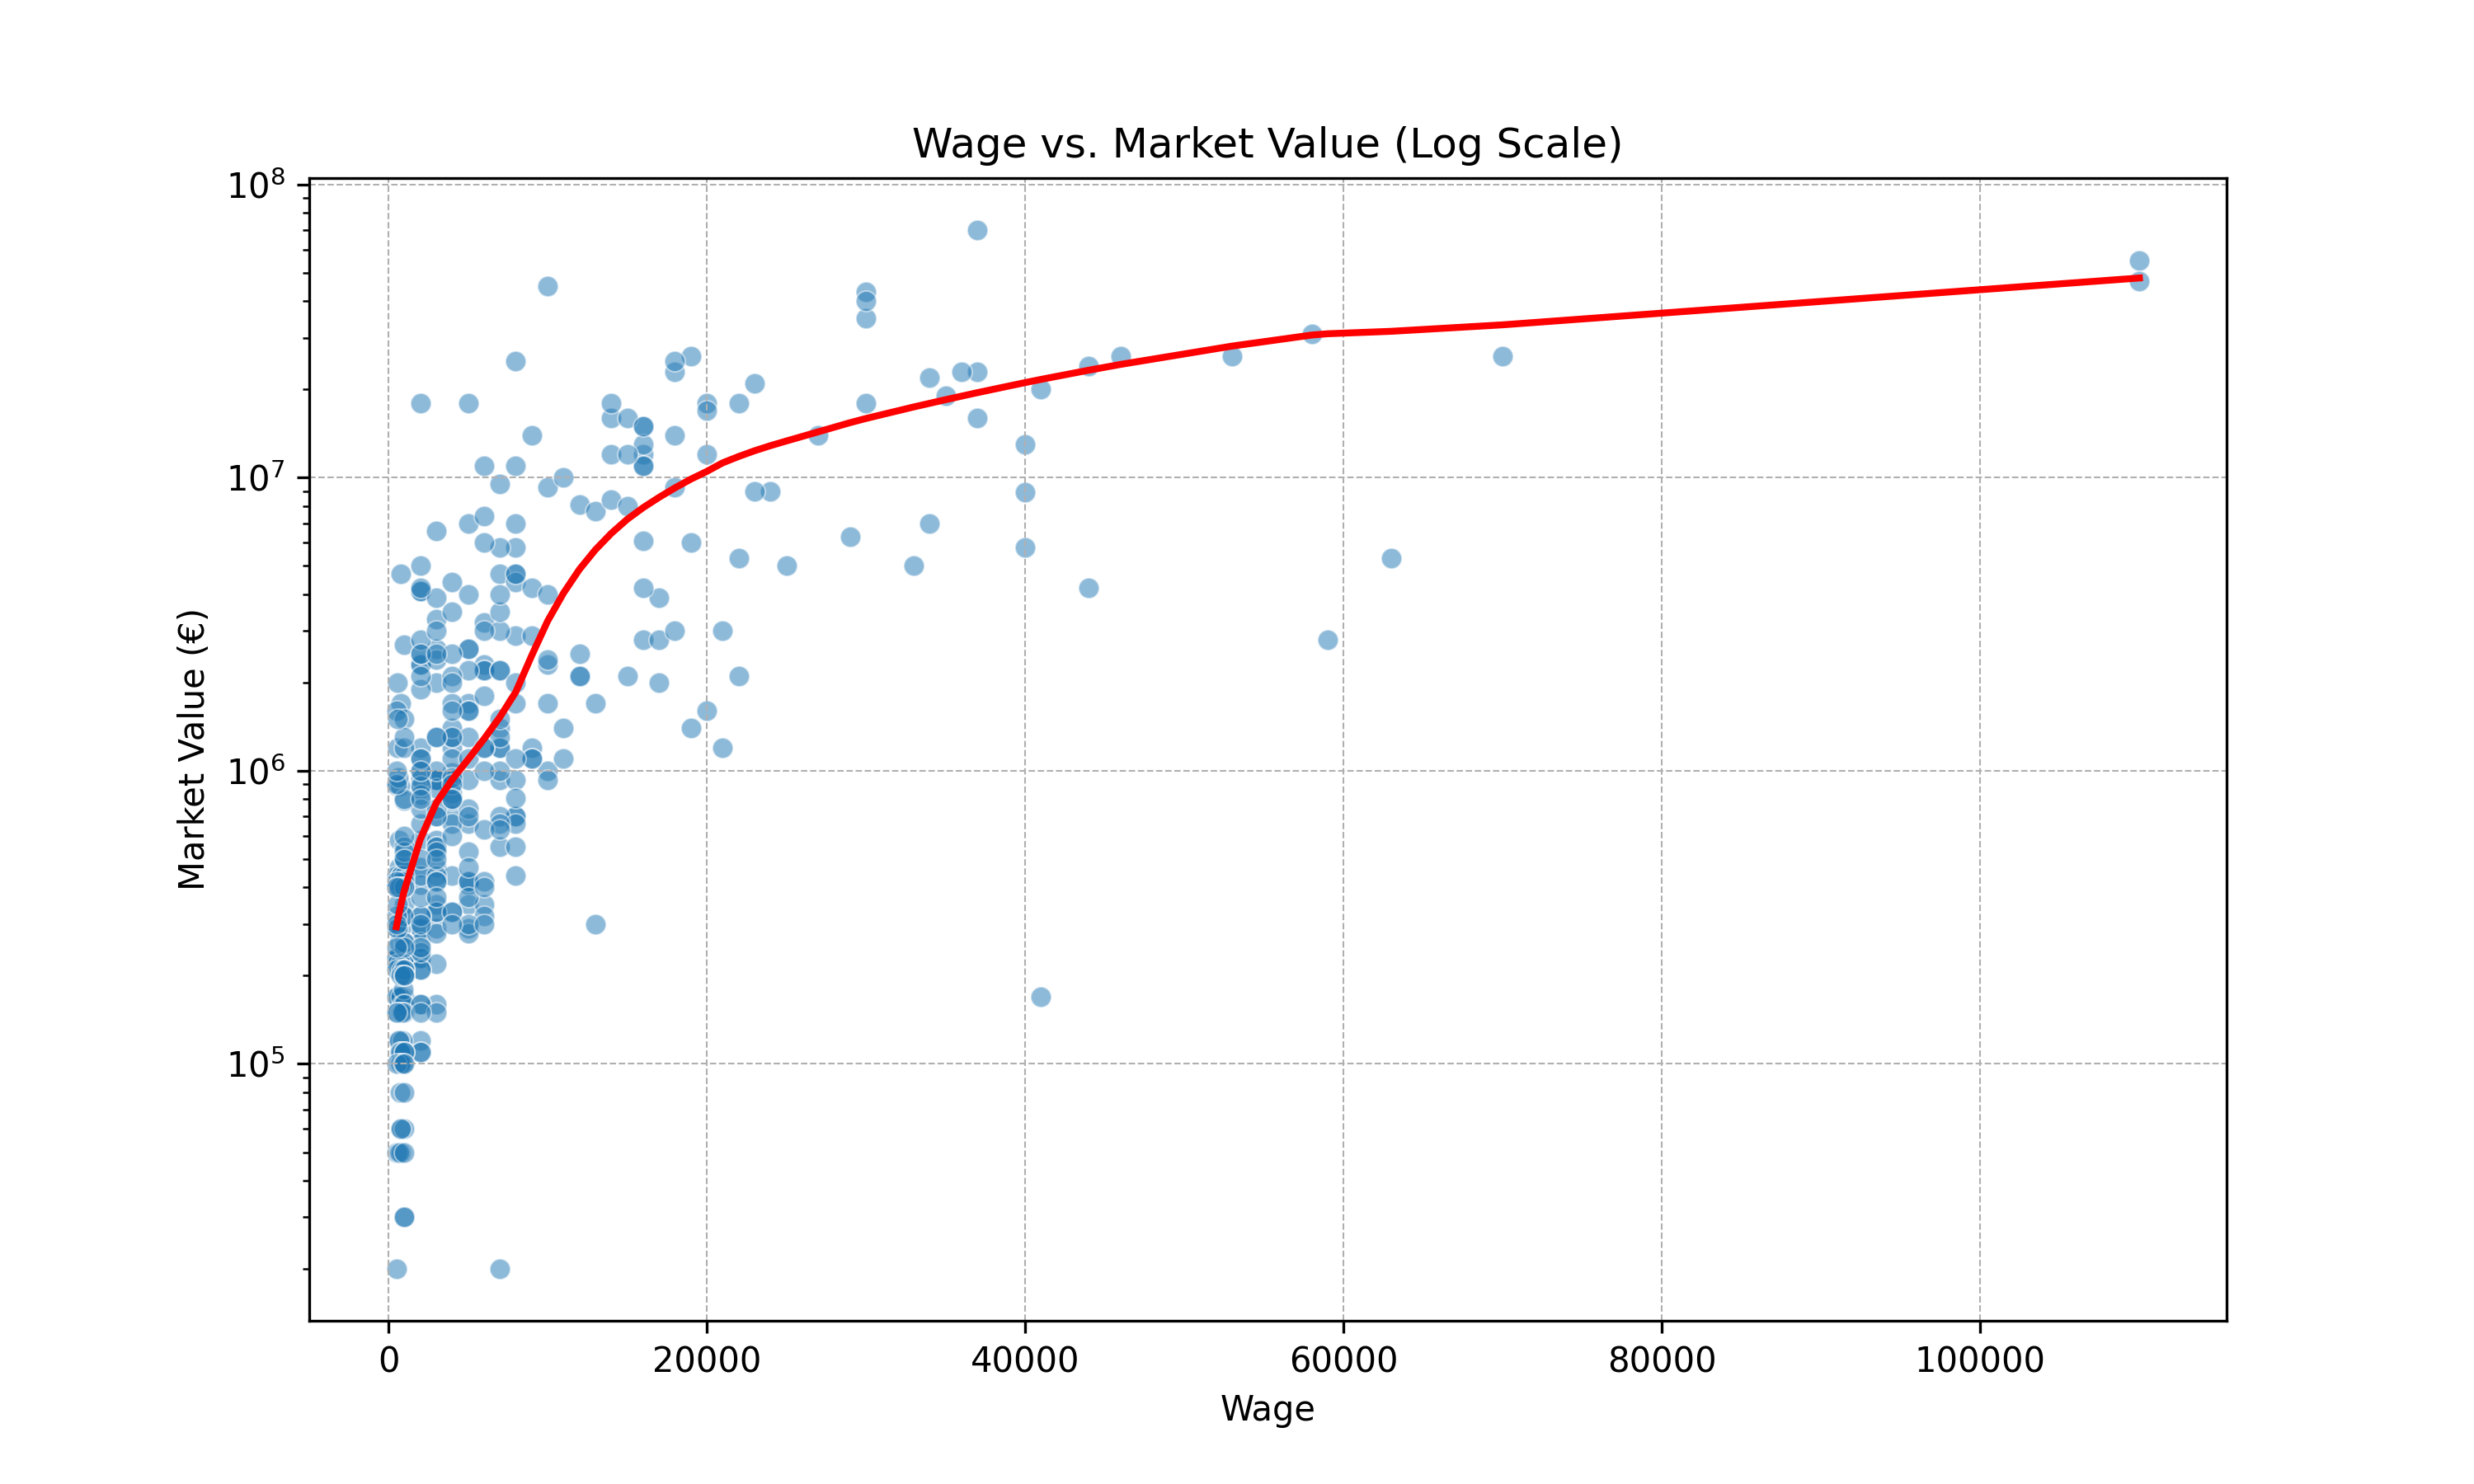 Wage vs. Market Value (Log Scale)
Market Value (€)
10⁸
10⁷
10⁶
10⁵
0 20000 40000 60000 80000 100000
Wage